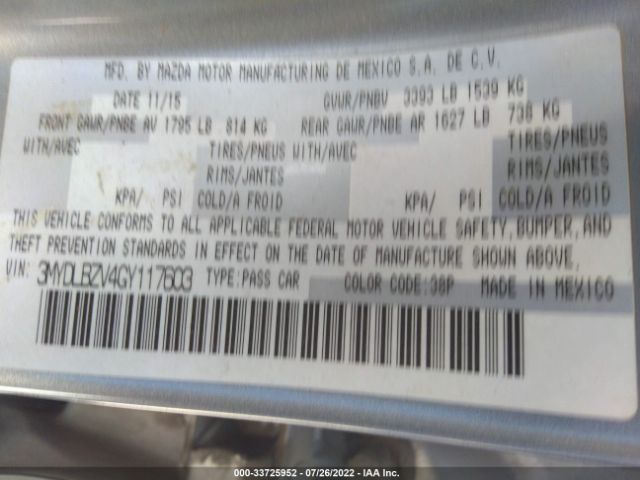 MFD. BY MAZDA MOTOR MANUFACTURING DE MEXICO S.A. DE C.V.
DATE 11/15 GVWR/PNBV 3393 LB 1539 KG
FRONT GAWR/PNBE AV 1795 LB 814 KG REAR GAWR/PNBE AR 1627 LB 738 KG
WITH/AVEC TIRES/PNEUS WITH/AVEC TIRES/PNEUS
RIMS/JANTES RIMS/JANTES
KPA/ PSI COLD/A FROID KPA/ PSI COLD/A FROID
THIS VEHICLE CONFORMS TO ALL APPLICABLE FEDERAL MOTOR VEHICLE SAFETY, BUMPER, AND
THEFT PREVENTION STANDARDS IN EFFECT ON THE DATE OF MANUFACTURE SHOWN ABOVE.
VIN: 3MYDLBZV4GY117603 TYPE:PASS CAR COLOR CODE:38P MADE IN MEXICO
000-33725952 - 07/26/2022 - IAA Inc.